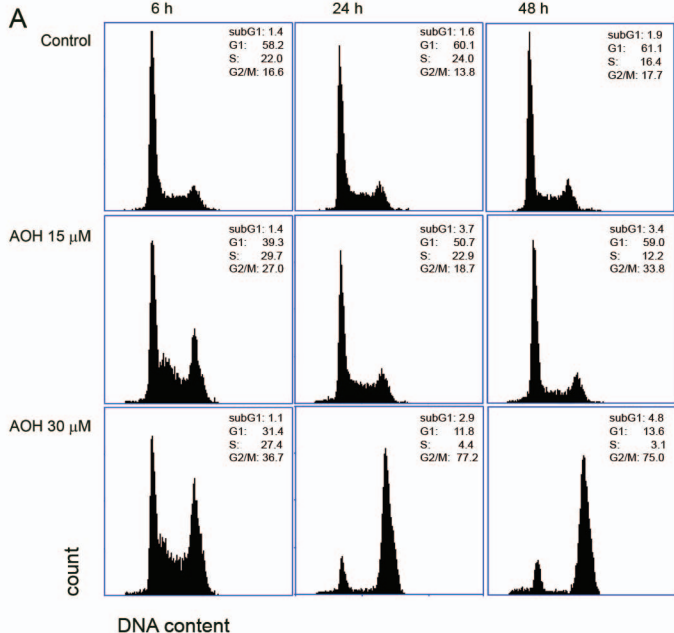 A
6 h
24 h
48 h
Control
subG1: 1.4
G1: 58.2
S: 22.0
G2/M: 16.6
subG1: 1.6
G1: 60.1
S: 24.0
G2/M: 13.8
subG1: 1.9
G1: 61.1
S: 16.4
G2/M: 17.7
AOH 15 μM
subG1: 1.4
G1: 39.3
S: 29.7
G2/M: 27.0
subG1: 3.7
G1: 50.7
S: 22.9
G2/M: 18.7
subG1: 3.4
G1: 59.0
S: 12.2
G2/M: 33.8
AOH 30 μM
subG1: 1.1
G1: 31.4
S: 27.4
G2/M: 36.7
subG1: 2.9
G1: 11.8
S: 4.4
G2/M: 77.2
subG1: 4.8
G1: 13.6
S: 3.1
G2/M: 75.0
count
DNA content